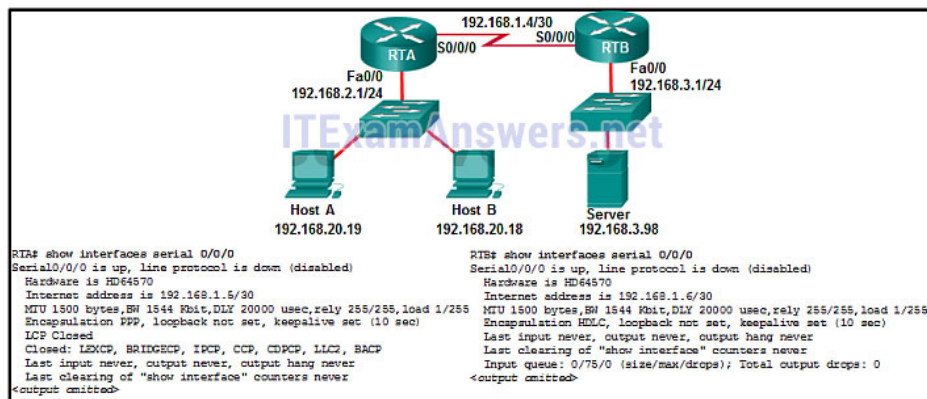 192.168.1.4/30
RTA
S0/0/0
S0/0/0
RTB
Fa0/0
192.168.2.1/24
Fa0/0
192.168.3.1/24
ITExamAnswers.net
Host A
192.168.20.19
Host B
192.168.20.18
Server
192.168.3.98
RTA# show interfaces serial 0/0/0
Serial0/0/0 is up, line protocol is down (disabled)
Hardware is HD64570
Internet address is 192.168.1.5/30
MTU 1500 bytes,BW 1544 Kbit,DLY 20000 usec,rely 255/255,load 1/255
Encapsulation PPP, loopback not set, keepalive set (10 sec)
LCP Closed
Closed: LEXCP, BRIDGECP, IPCP, CCP, CDPCP, LLC2, BACP
Last input never, output never, output hang never
Last clearing of "show interface" counters never
<output omitted>
RTB# show interfaces serial 0/0/0
Serial0/0/0 is up, line protocol is down (disabled)
Hardware is HD64570
Internet address is 192.168.1.6/30
MTU 1500 bytes,BW 1544 Kbit,DLY 20000 usec,rely 255/255,load 1/255
Encapsulation HDLC, loopback not set, keepalive set (10 sec)
Last input never, output never, output hang never
Last clearing of "show interface" counters never
Input queue: 0/75/0 (size/max/drops); Total output drops: 0
<output omitted>